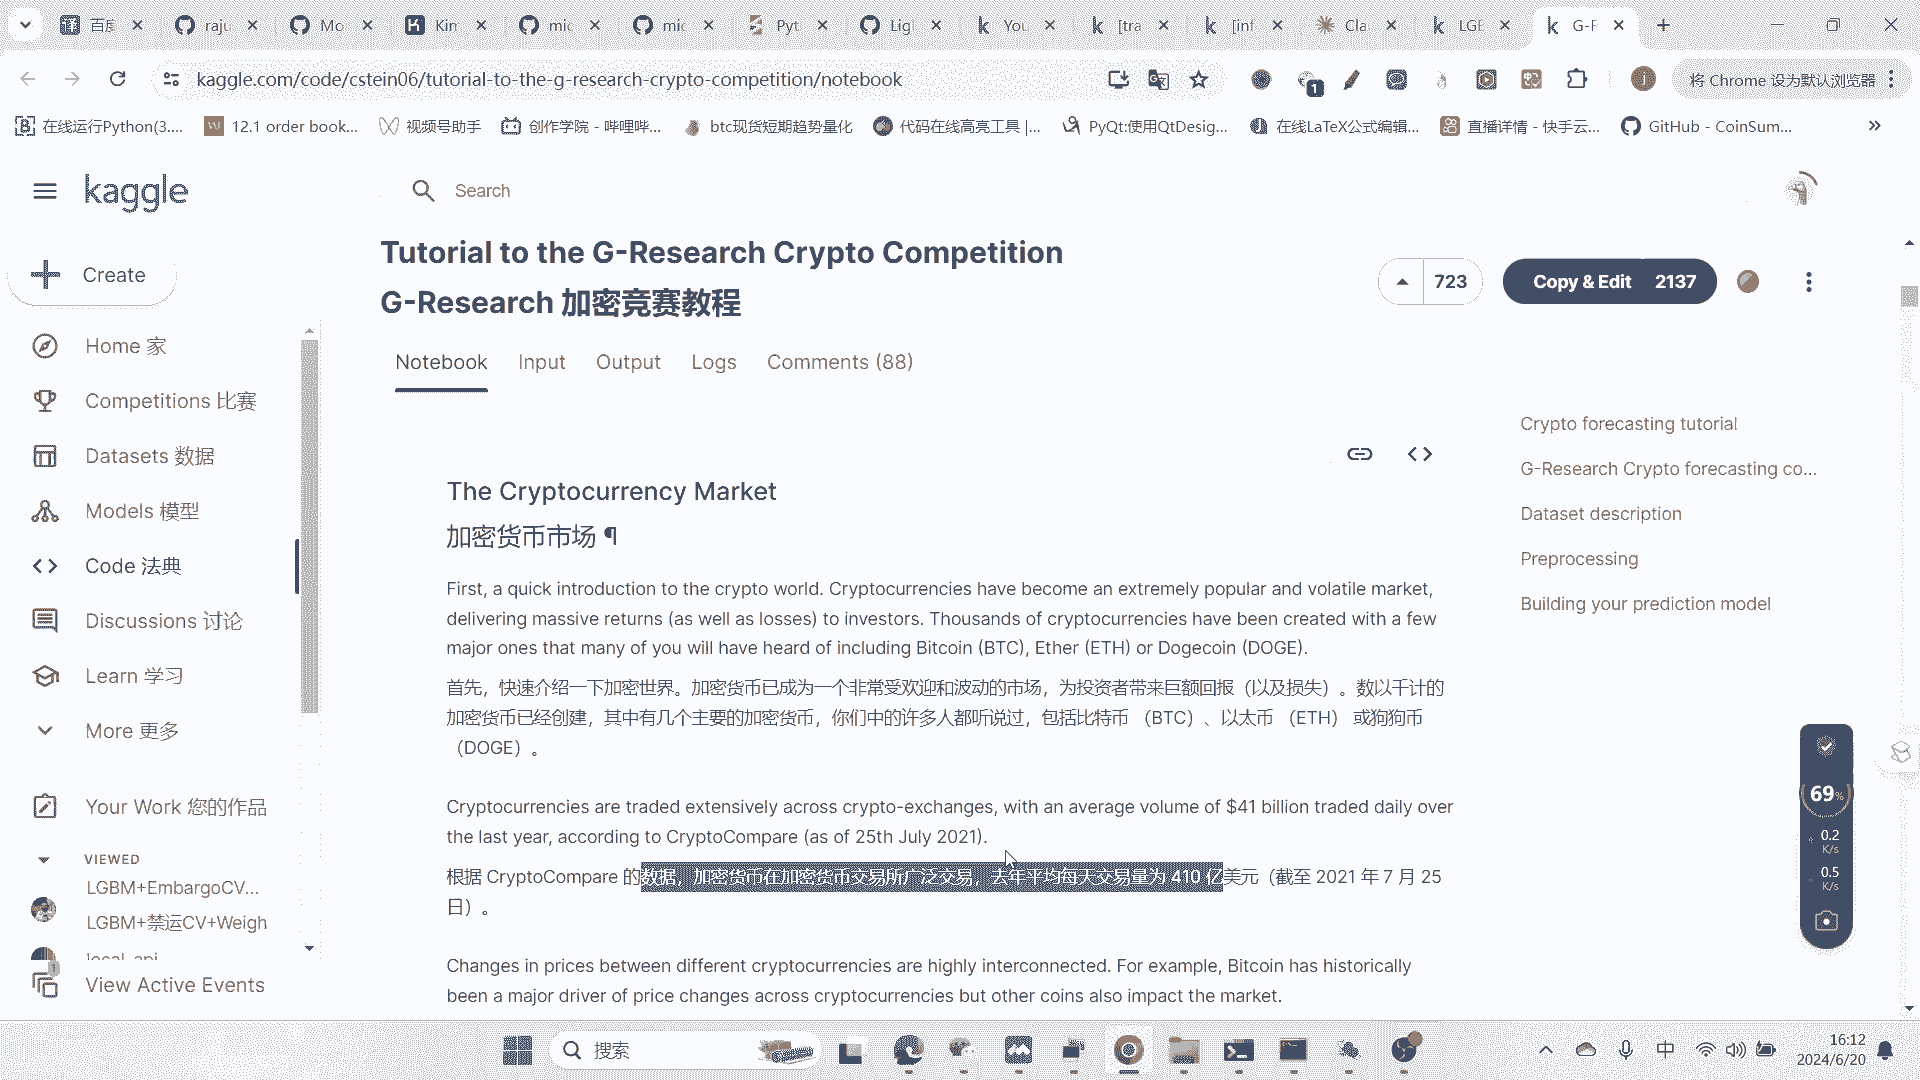 百度
raju
Mo
Kin
mic
mic
Pyt
Ligl
You
[tra
[inf
Cla
LGE
G-F
kaggle.com/code/cstein06/tutorial-to-the-g-research-crypto-competition/notebook
1
j
将 Chrome 设为默认浏览器
在线运行Python(3....
12.1 order book...
视频号助手
创作学院 - 哔哩哔...
btc现货短期趋势量化
代码在线高亮工具 |...
PyQt:使用QtDesig...
在线LaTeX公式编辑...
直播详情 - 快手云...
GitHub - CoinSum...
kaggle
Search
Create
Home 家
Competitions 比赛
Datasets 数据
Models 模型
Code 法典
Discussions 讨论
Learn 学习
More 更多
Your Work 您的作品
VIEWED
LGBM+EmbargoCV...
LGBM+禁运CV+Weigh
local_api
1
View Active Events
Tutorial to the G-Research Crypto Competition
G-Research 加密竞赛教程
723
Copy & Edit 2137
Notebook
Input
Output
Logs
Comments (88)
The Cryptocurrency Market
加密货币市场 ¶
First, a quick introduction to the crypto world. Cryptocurrencies have become an extremely popular and volatile market,
delivering massive returns (as well as losses) to investors. Thousands of cryptocurrencies have been created with a few
major ones that many of you will have heard of including Bitcoin (BTC), Ether (ETH) or Dogecoin (DOGE).
首先，快速介绍一下加密世界。加密货币已成为一个非常受欢迎和波动的市场，为投资者带来巨额回报（以及损失）。数以千计的
加密货币已经创建，其中有几个主要的加密货币，你们中的许多人都听说过，包括比特币 （BTC）、以太币 （ETH） 或狗狗币
（DOGE）。
Cryptocurrencies are traded extensively across crypto-exchanges, with an average volume of $41 billion traded daily over
the last year, according to CryptoCompare (as of 25th July 2021).
根据 CryptoCompare 的数据，加密货币在加密货币交易所广泛交易，去年平均每天交易量为 410 亿美元（截至 2021 年 7 月 25
日）。
Changes in prices between different cryptocurrencies are highly interconnected. For example, Bitcoin has historically
been a major driver of price changes across cryptocurrencies but other coins also impact the market.
Crypto forecasting tutorial
G-Research Crypto forecasting co...
Dataset description
Preprocessing
Building your prediction model
69%
0.2
K/s
0.5
K/s
搜索
中
16:12
2024/6/20